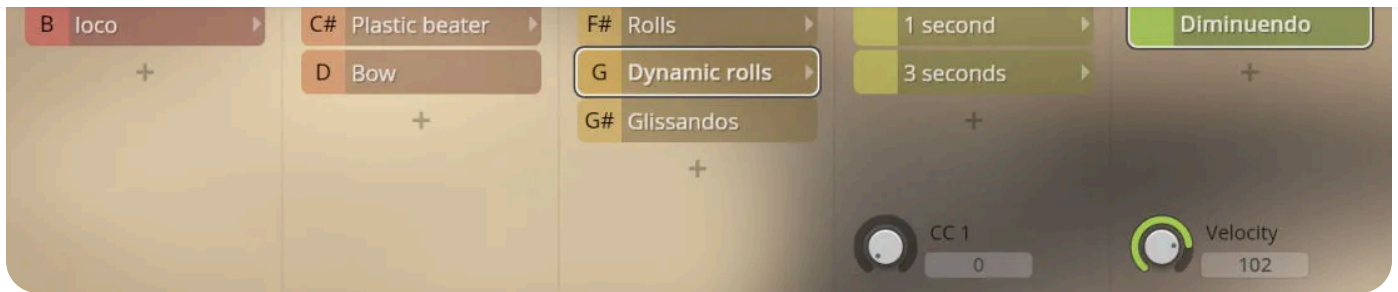 B loco
C# Plastic beater
F# Rolls
1 second
Diminuendo
+
D Bow
G Dynamic rolls
3 seconds
+
+
G# Glissandos
+
+
CC 1
0
Velocity
102